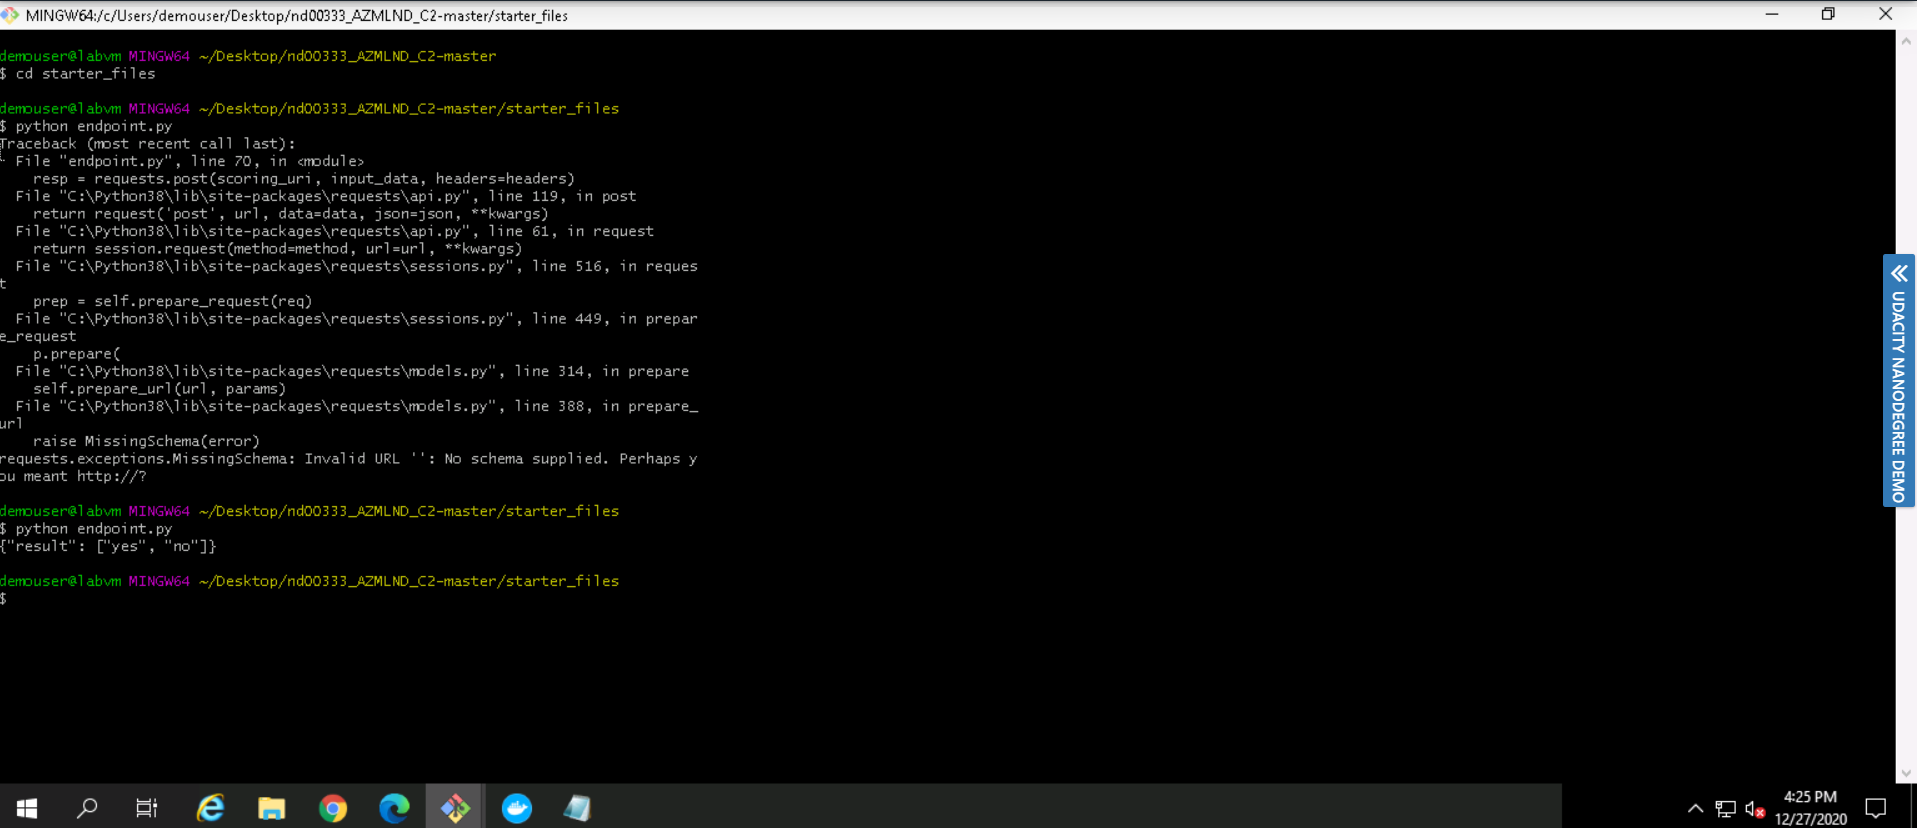 MINGW64:/c/Users/demouser/Desktop/nd00333_AZMLND_C2-master/starter_files
demouser@labvm MINGW64 ~/Desktop/nd00333_AZMLND_C2-master
$ cd starter_files
demouser@labvm MINGW64 ~/Desktop/nd00333_AZMLND_C2-master/starter_files
$ python endpoint.py
Traceback (most recent call last):
File "endpoint.py", line 70, in <module>
resp = requests.post(scoring_uri, input_data, headers=headers)
File "C:\Python38\lib\site-packages\requests\api.py", line 119, in post
return request('post', url, data=data, json=json, **kwargs)
File "C:\Python38\lib\site-packages\requests\api.py", line 61, in request
return session.request(method=method, url=url, **kwargs)
File "C:\Python38\lib\site-packages\requests\sessions.py", line 516, in reques
t
prep = self.prepare_request(req)
File "C:\Python38\lib\site-packages\requests\sessions.py", line 449, in prepar
e_request
p.prepare(
File "C:\Python38\lib\site-packages\requests\models.py", line 314, in prepare
self.prepare_url(url, params)
File "C:\Python38\lib\site-packages\requests\models.py", line 388, in prepare_
url
raise MissingSchema(error)
requests.exceptions.MissingSchema: Invalid URL '': No schema supplied. Perhaps y
ou meant http://?
demouser@labvm MINGW64 ~/Desktop/nd00333_AZMLND_C2-master/starter_files
$ python endpoint.py
{"result": ["yes", "no"]}
demouser@labvm MINGW64 ~/Desktop/nd00333_AZMLND_C2-master/starter_files
$
UDACITY NANODEGREE DEMO
4:25 PM
12/27/2020